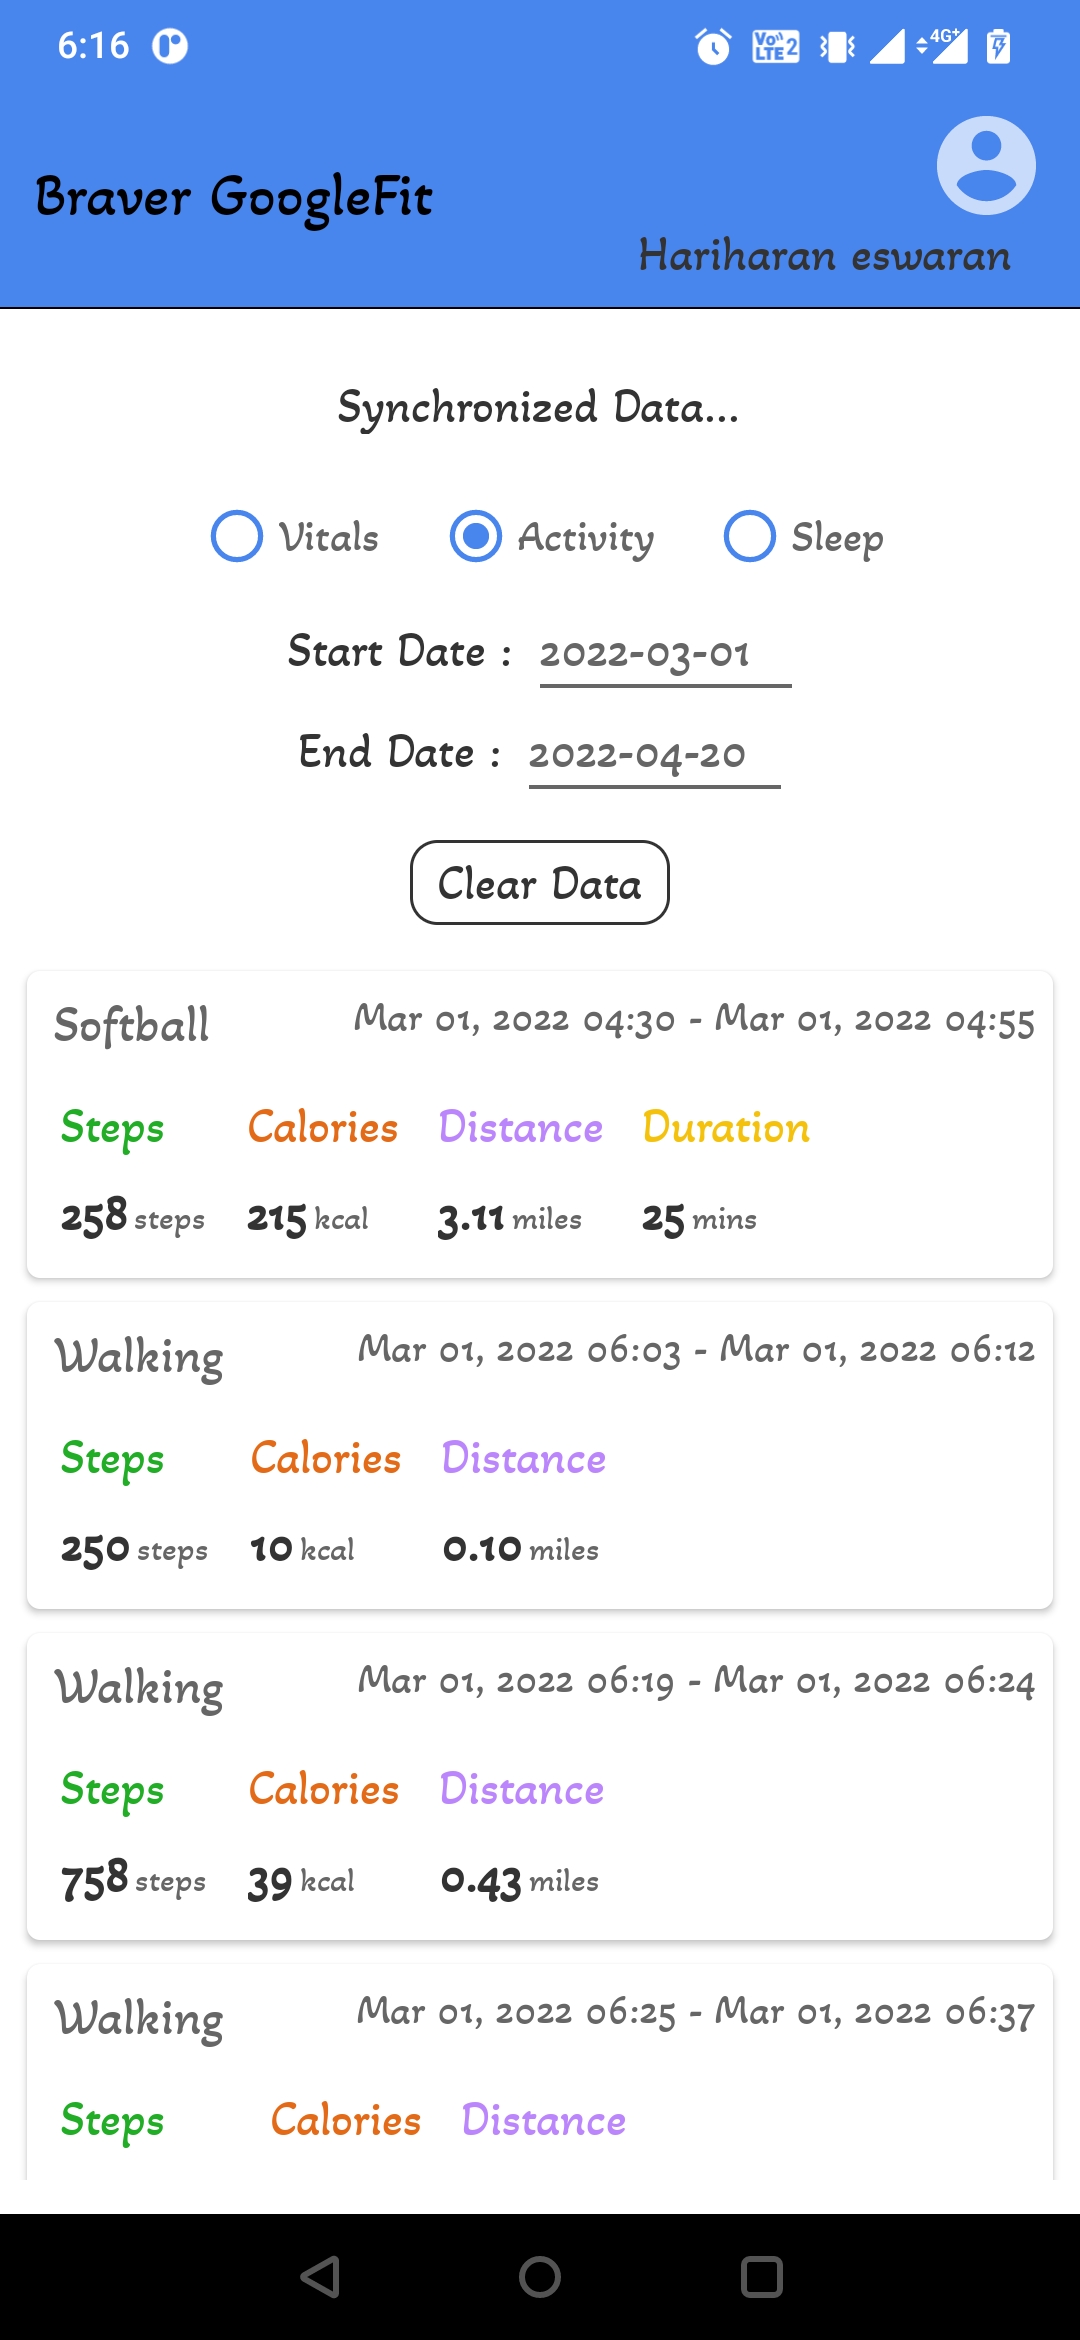 6:16
VoLTE 2
4G+
Braver GoogleFit
Hariharan eswaran
Synchronized Data...
Vitals Activity Sleep
Start Date : 2022-03-01
End Date : 2022-04-20
Clear Data
Softball Mar 01, 2022 04:30 - Mar 01, 2022 04:55
Steps Calories Distance Duration
258 steps 215 kcal 3.11 miles 25 mins
Walking Mar 01, 2022 06:03 - Mar 01, 2022 06:12
Steps Calories Distance
250 steps 10 kcal 0.10 miles
Walking Mar 01, 2022 06:19 - Mar 01, 2022 06:24
Steps Calories Distance
758 steps 39 kcal 0.43 miles
Walking Mar 01, 2022 06:25 - Mar 01, 2022 06:37
Steps Calories Distance